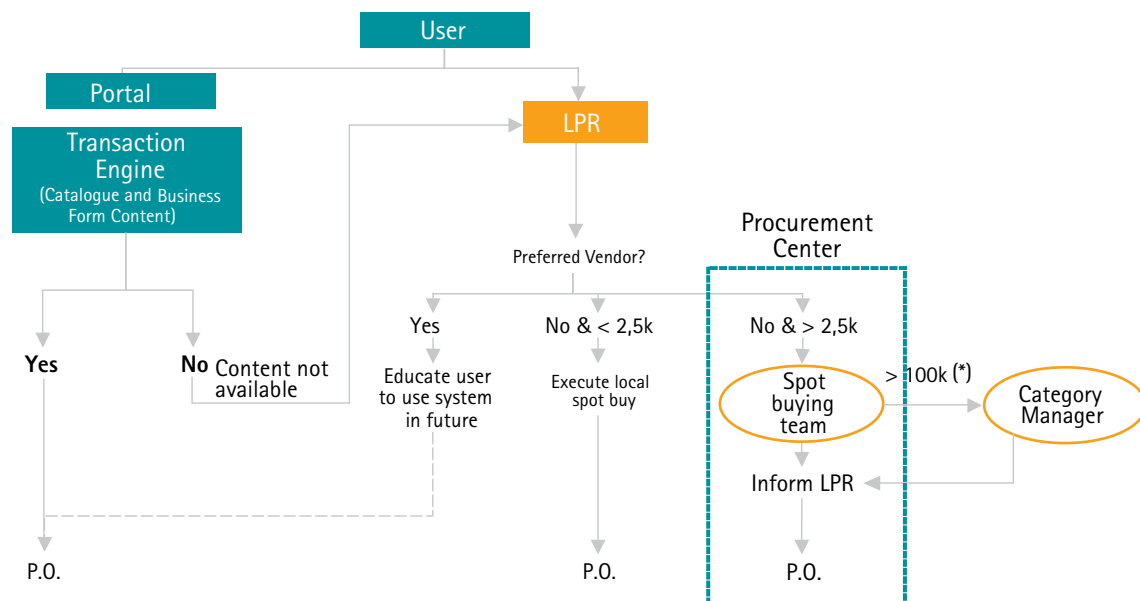 User
Portal
LPR
Transaction
Engine
(Catalogue and Business
Form Content)
Procurement
Center
Preferred Vendor?
Yes
No & < 2,5k
No & > 2,5k
Yes
No Content not
available
Educate user
to use system
in future
Execute local
spot buy
Spot
buying
team
> 100k (*)
Category
Manager
Inform LPR
P.O.
P.O.
P.O.